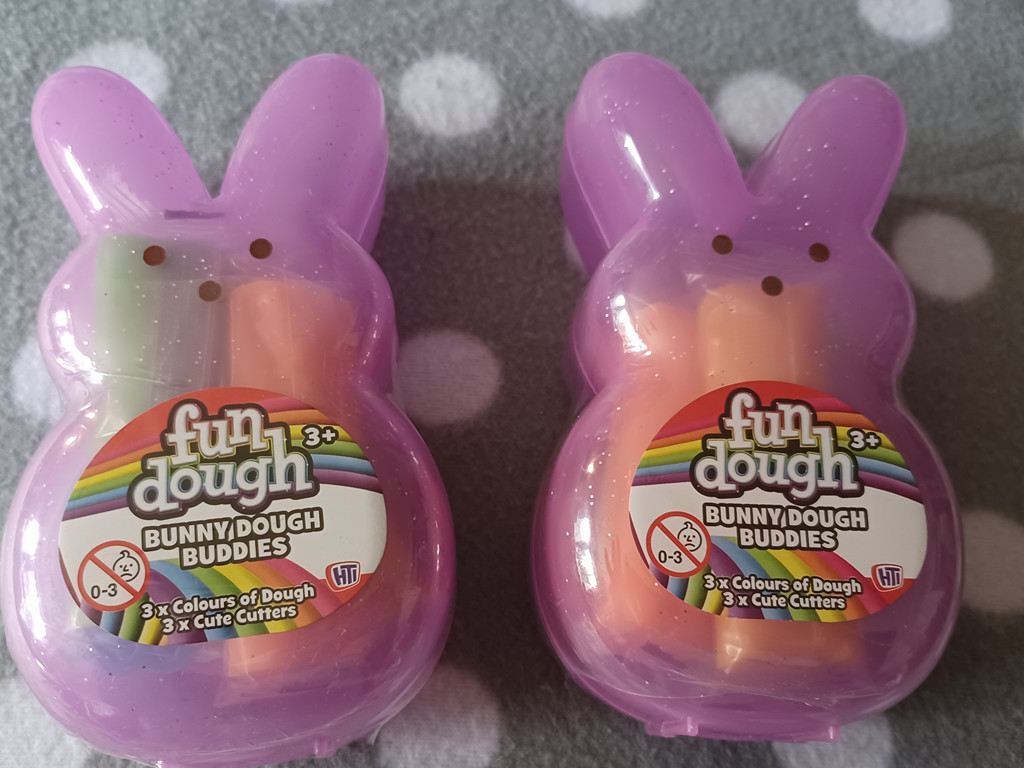 fun
dough
3+
BUNNY DOUGH
BUDDIES
0-3
HTI
3 x Colours of Dough
3 x Cute Cutters
fun
dough
3+
BUNNY DOUGH
BUDDIES
0-3
HTI
3 x Colours of Dough
3 x Cute Cutters